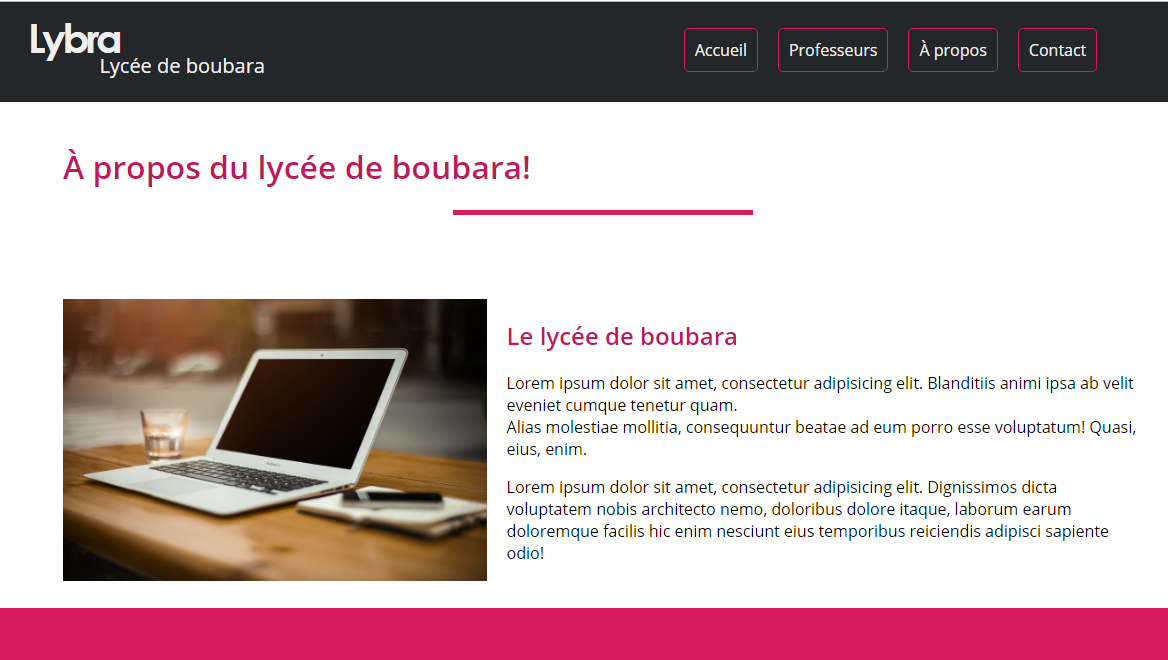 Lybra
Lycée de boubara
Accueil
Professeurs
À propos
Contact
À propos du lycée de boubara!
Le lycée de boubara
Lorem ipsum dolor sit amet, consectetur adipisicing elit. Blanditiis animi ipsa ab velit
eveniet cumque tenetur quam.
Alias molestiae mollitia, consequuntur beatae ad eum porro esse voluptatum! Quasi,
eius, enim.
Lorem ipsum dolor sit amet, consectetur adipisicing elit. Dignissimos dicta
voluptatem nobis architecto nemo, doloribus dolore itaque, laborum earum
doloremque facilis hic enim nesciunt eius temporibus reiciendis adipisci sapiente
odio!